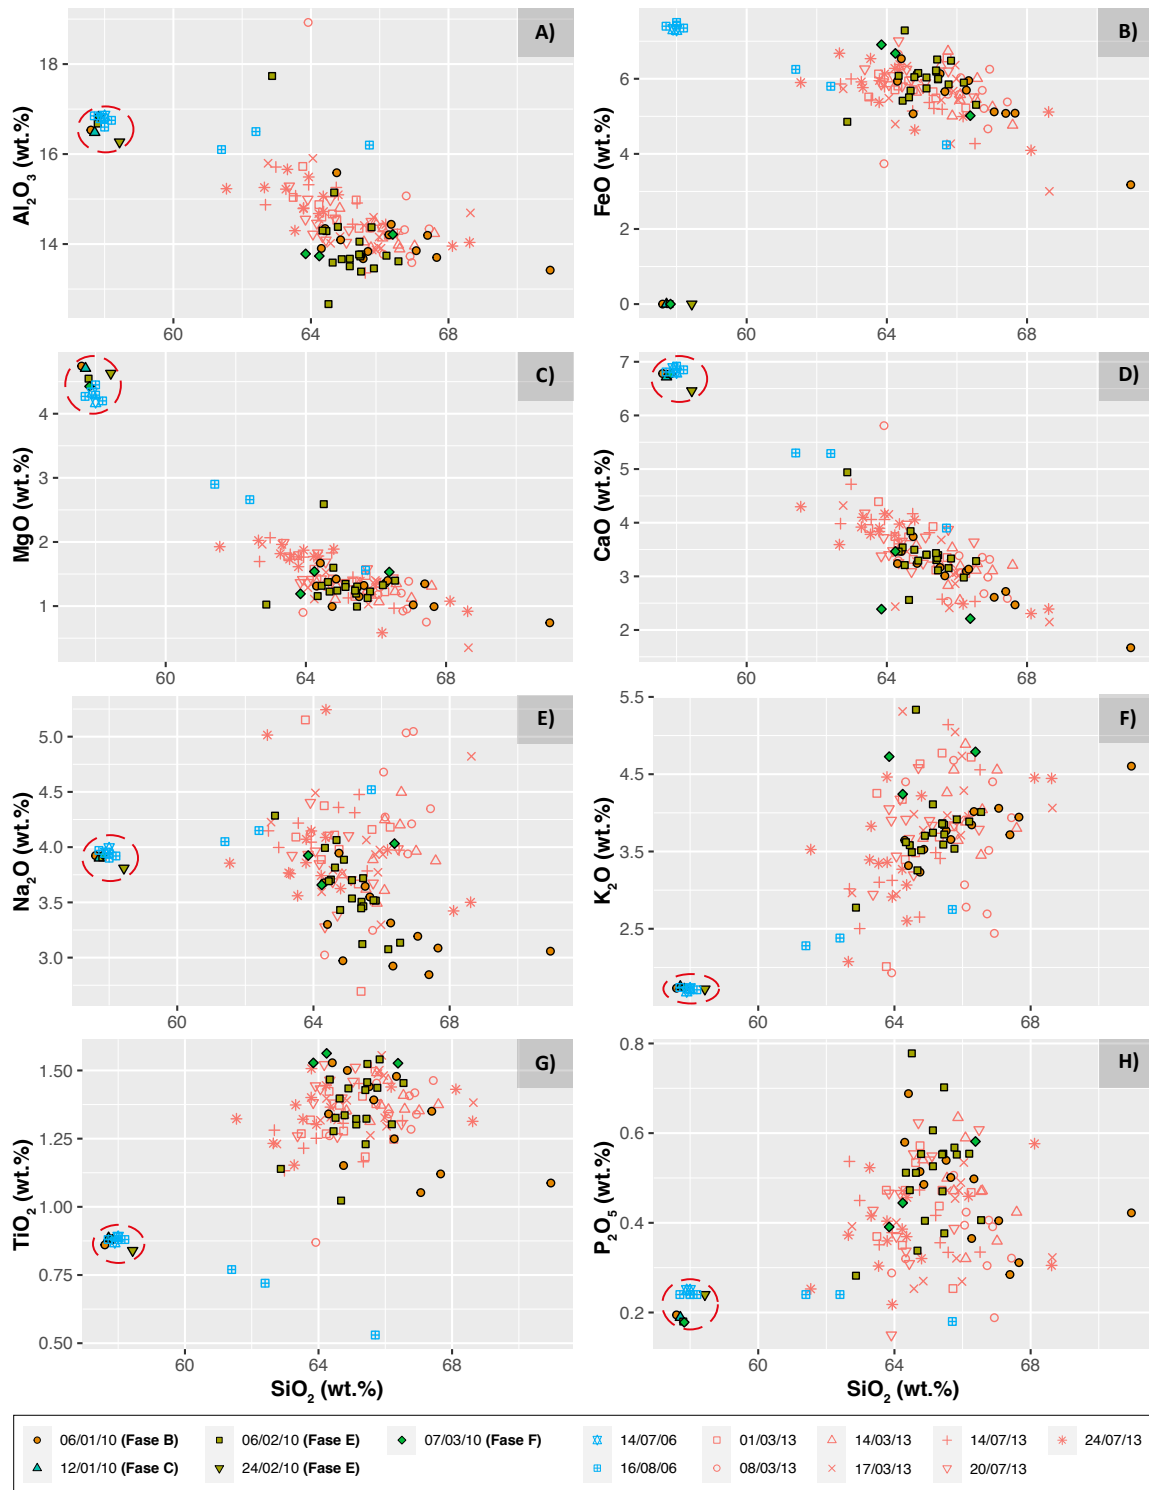 A)
18
16
14
Al2O3 (wt.%)
60
64
68
B)
6
4
2
0
FeO (wt.%)
60
64
68
C)
4
3
2
1
MgO (wt.%)
60
64
68
D)
7
6
5
4
3
2
CaO (wt.%)
60
64
68
E)
5.0
4.5
4.0
3.5
3.0
Na2O (wt.%)
60
64
68
F)
5.5
4.5
3.5
2.5
K2O (wt.%)
60
64
68
G)
1.50
1.25
1.00
0.75
0.50
TiO2 (wt.%)
60
64
68
SiO2 (wt.%)
H)
0.8
0.6
0.4
0.2
P2O5 (wt.%)
60
64
68
SiO2 (wt.%)
06/01/10 (Fase B)
06/02/10 (Fase E)
07/03/10 (Fase F)
14/07/06
01/03/13
14/03/13
14/07/13
24/07/13
12/01/10 (Fase C)
24/02/10 (Fase E)
16/08/06
08/03/13
17/03/13
20/07/13